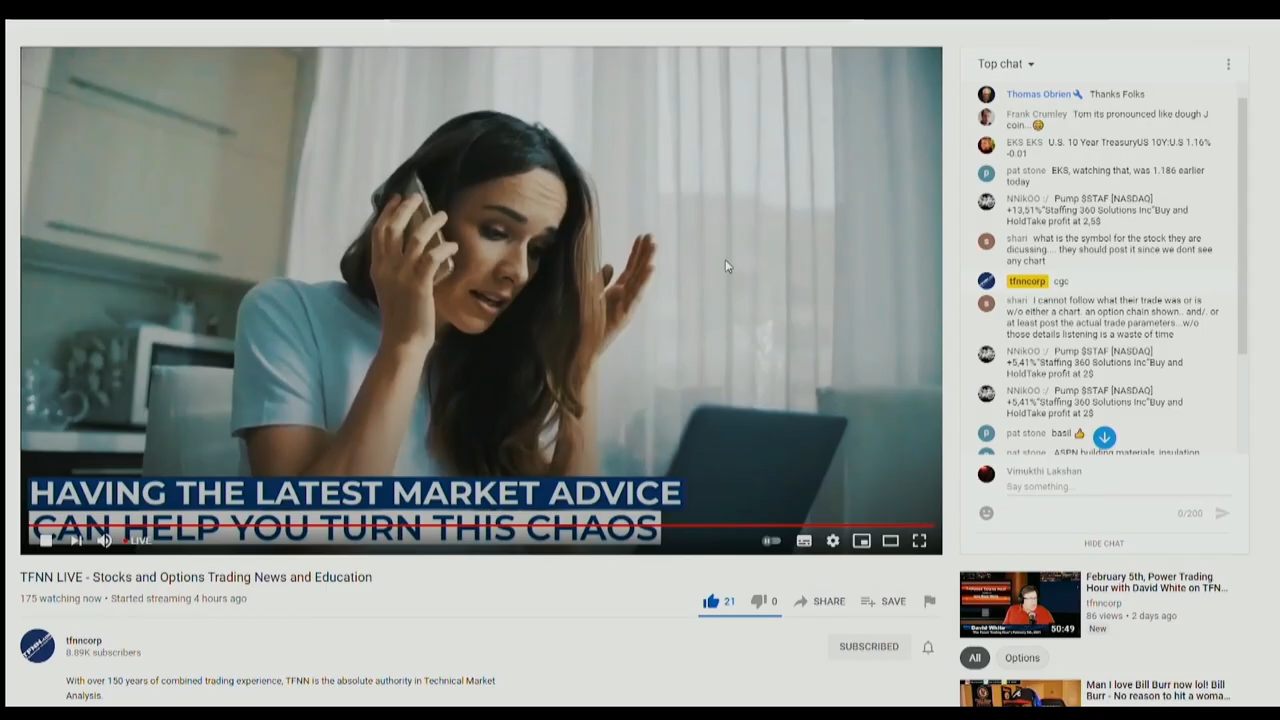 HAVING THE LATEST MARKET ADVICE
CAN HELP YOU TURN THIS CHAOS
LIVE
TFNN LIVE - Stocks and Options Trading News and Education
175 watching now • Started streaming 4 hours ago
21
0
SHARE
SAVE
tfnncorp
8.89K subscribers
SUBSCRIBED
With over 150 years of combined trading experience, TFNN is the absolute authority in Technical Market
Analysis.
Top chat
Thomas Obrien Thanks Folks
Frank Crumley Tom its pronounced like dough J
coin...
EKS EKS U.S. 10 Year TreasuryUS 10Y:U.S 1.16%
-0.01
pat stone EKS, watching that, was 1.186 earlier
today
NNikOO :/ Pump $STAF [NASDAQ]
+13,51%"Staffing 360 Solutions Inc"Buy and
HoldTake profit at 2,5$
shari what is the symbol for the stock they are
dicussing.... they should post it since we dont see
any chart
tfnncorp cgc
shari I cannot follow what their trade was or is
w/o either a chart. an option chain shown.. and/. or
at least post the actual trade parameters...w/o
those details listening is a waste of time
NNikOO :/ Pump $STAF [NASDAQ]
+5,41%"Staffing 360 Solutions Inc"Buy and
HoldTake profit at 2$
NNikOO :/ Pump $STAF [NASDAQ]
+5,41%"Staffing 360 Solutions Inc"Buy and
HoldTake profit at 2$
pat stone basil
pat stone ASPN building materials, insulation
Vimukthi Lakshan
Say something...
0/200
HIDE CHAT
February 5th, Power Trading
Hour with David White on TFN...
tfnncorp
86 views • 2 days ago
New
David White
50:49
All
Options
Man I love Bill Burr now lol! Bill
Burr - No reason to hit a woma...